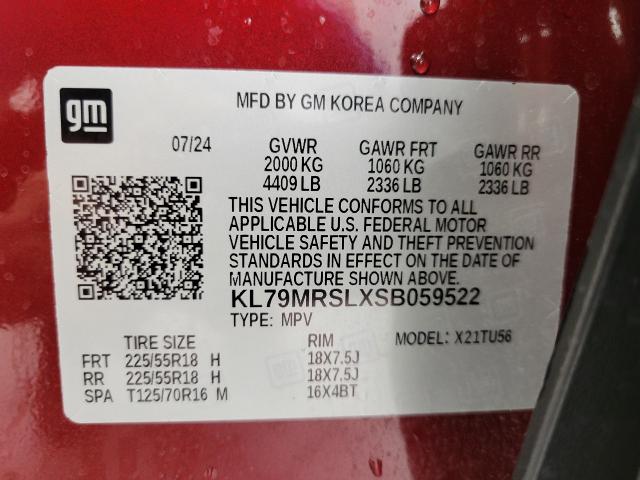 gm
MFD BY GM KOREA COMPANY
07/24 GVWR GAWR FRT GAWR RR
2000 KG 1060 KG 1060 KG
4409 LB 2336 LB 2336 LB
THIS VEHICLE CONFORMS TO ALL
APPLICABLE U.S. FEDERAL MOTOR
VEHICLE SAFETY AND THEFT PREVENTION
STANDARDS IN EFFECT ON THE DATE OF
MANUFACTURE SHOWN ABOVE.
KL79MRSLXSB059522
TYPE: MPV
TIRE SIZE RIM MODEL: X21TU56
FRT 225/55R18 H 18X7.5J
RR 225/55R18 H 18X7.5J
SPA T125/70R16 M 16X4BT